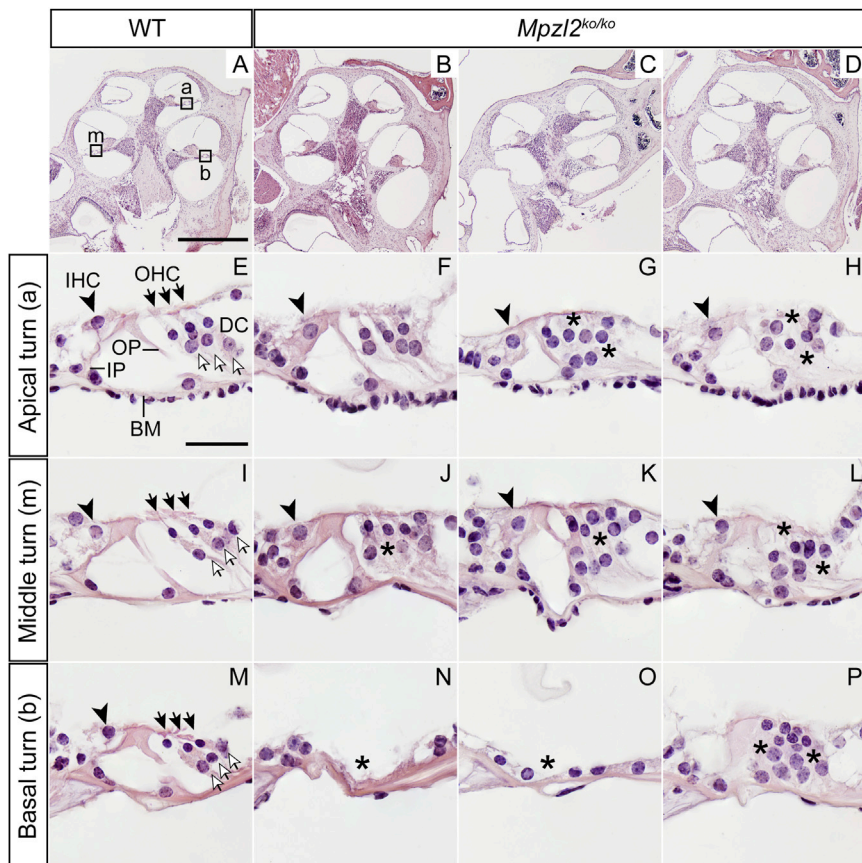 WT
Mpzl2ko/ko
A
B
C
D
a
m
b
Apical turn (a)
E
F
G
H
IHC
OHC
DC
OP
IP
BM
*
*
*
*
Middle turn (m)
I
J
K
L
*
*
*
*
Basal turn (b)
M
N
O
P
*
*
*
*